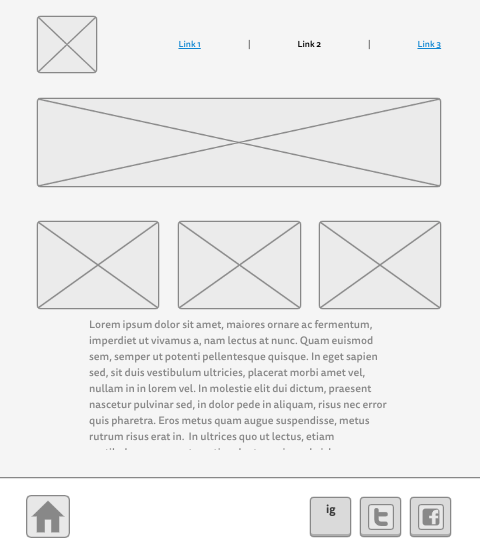 Link 1 | Link 2 | Link 3
Lorem ipsum dolor sit amet, maiores ornare ac fermentum,
imperdiet ut vivamus a, nam lectus at nunc. Quam euismod
sem, semper ut potenti pellentesque quisque. In eget sapien
sed, sit duis vestibulum ultricies, placerat morbi amet vel,
nullam in in lorem vel. In molestie elit dui dictum, praesent
nascetur pulvinar sed, in dolor pede in aliquam, risus nec error
quis pharetra. Eros metus quam augue suspendisse, metus
rutrum risus erat in. In ultrices quo ut lectus, etiam
ig